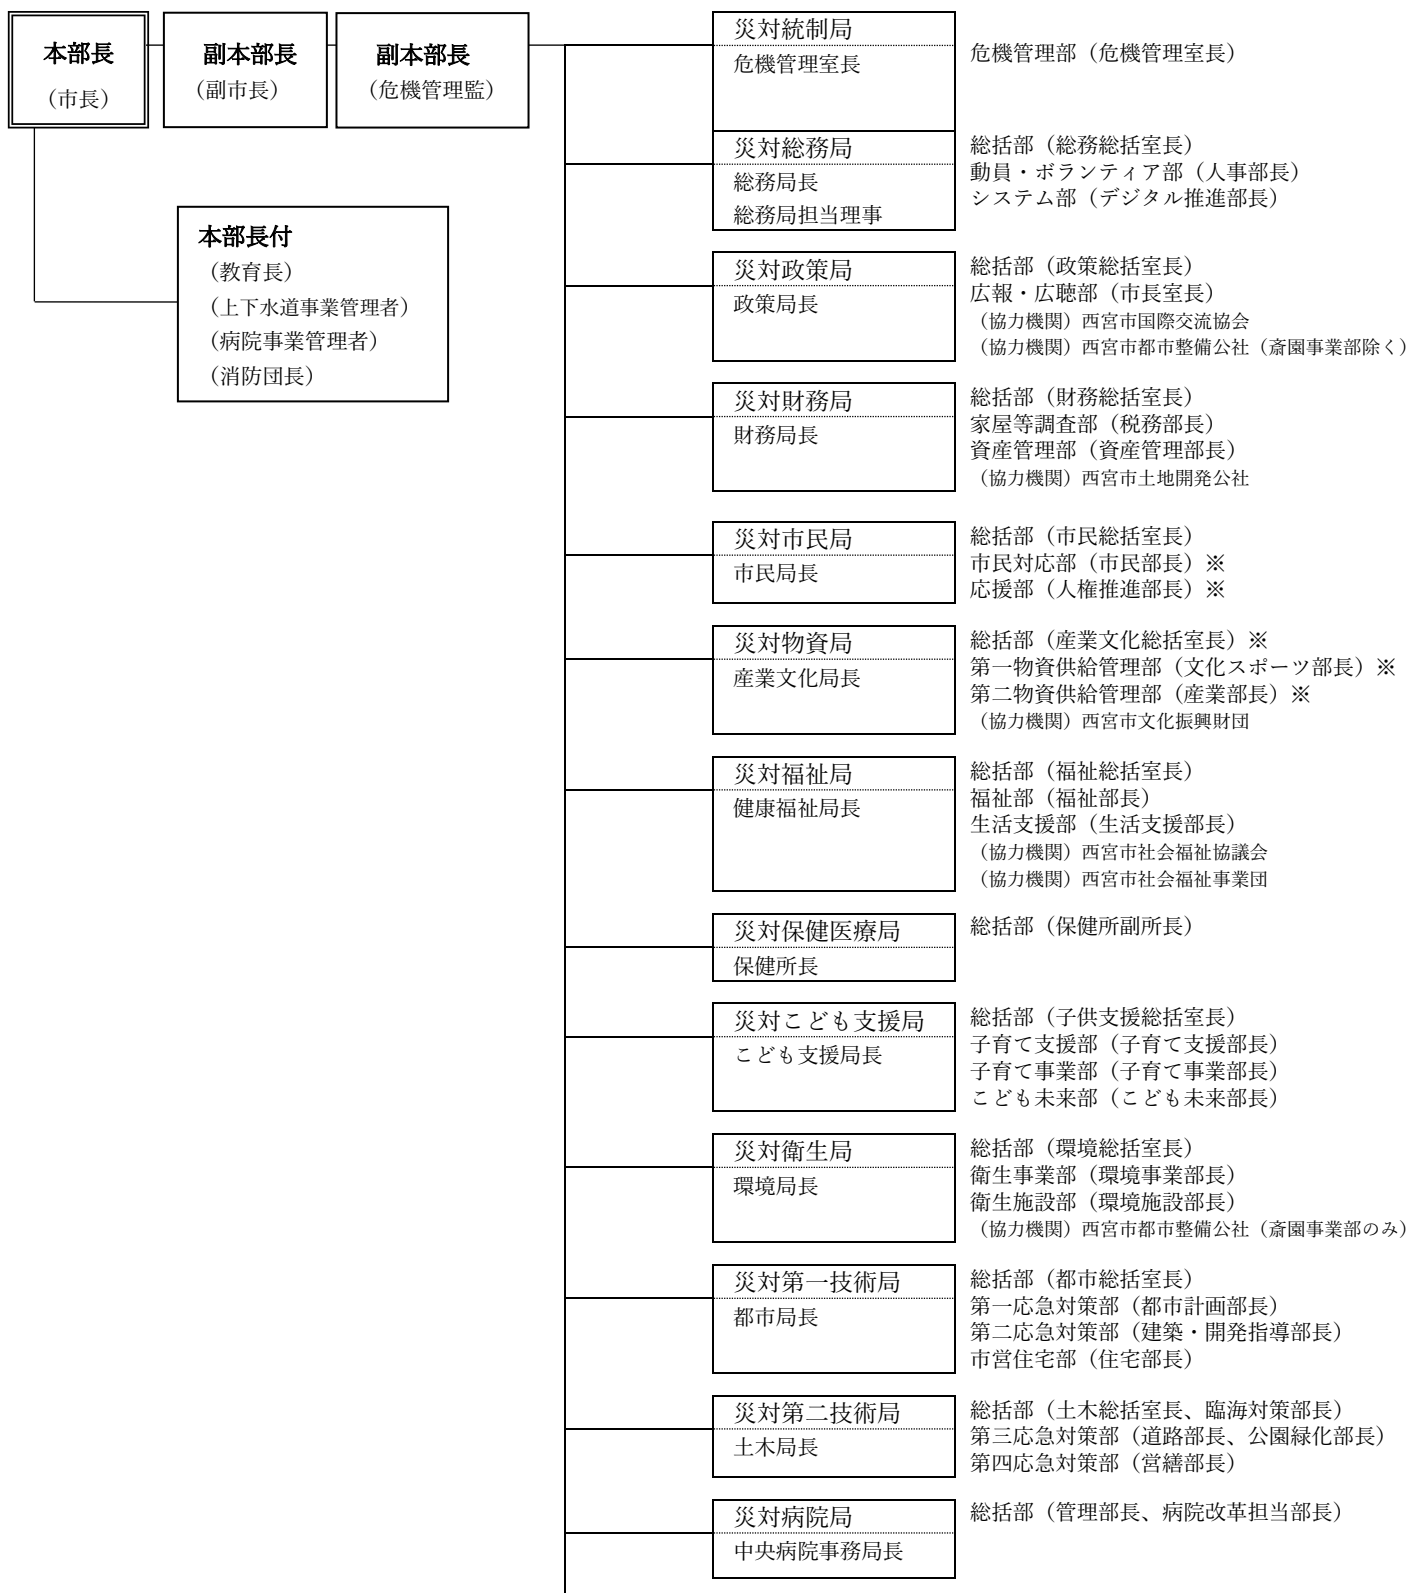 本部長
（市長）
副本部長
（副市長）
副本部長
（危機管理監）
本部長付
（教育長）
（上下水道事業管理者）
（病院事業管理者）
（消防団長）
災対統制局
危機管理室長
危機管理部（危機管理室長）
災対総務局
総務局長
総務局担当理事
総括部（総務総括室長）
動員・ボランティア部（人事部長）
システム部（デジタル推進部長）
災対政策局
政策局長
総括部（政策総括室長）
広報・広聴部（市長室長）
（協力機関）西宮市国際交流協会
（協力機関）西宮市都市整備公社（斎園事業部除く）
災対財務局
財務局長
総括部（財務総括室長）
家屋等調査部（税務部長）
資産管理部（資産管理部長）
（協力機関）西宮市土地開発公社
災対市民局
市民局長
総括部（市民総括室長）
市民対応部（市民部長）※
応援部（人権推進部長）※
災対物資局
産業文化局長
総括部（産業文化総括室長）※
第一物資供給管理部（文化スポーツ部長）※
第二物資供給管理部（産業部長）※
（協力機関）西宮市文化振興財団
災対福祉局
健康福祉局長
総括部（福祉総括室長）
福祉部（福祉部長）
生活支援部（生活支援部長）
（協力機関）西宮市社会福祉協議会
（協力機関）西宮市社会福祉事業団
災対保健医療局
保健所長
総括部（保健所副所長）
災対こども支援局
こども支援局長
総括部（子供支援総括室長）
子育て支援部（子育て支援部長）
子育て事業部（子育て事業部長）
こども未来部（こども未来部長）
災対衛生局
環境局長
総括部（環境総括室長）
衛生事業部（環境事業部長）
衛生施設部（環境施設部長）
（協力機関）西宮市都市整備公社（斎園事業部のみ）
災対第一技術局
都市局長
総括部（都市総括室長）
第一応急対策部（都市計画部長）
第二応急対策部（建築・開発指導部長）
市営住宅部（住宅部長）
災対第二技術局
土木局長
総括部（土木総括室長、臨海対策部長）
第三応急対策部（道路部長、公園緑化部長）
第四応急対策部（営繕部長）
災対病院局
中央病院事務局長
総括部（管理部長、病院改革担当部長）